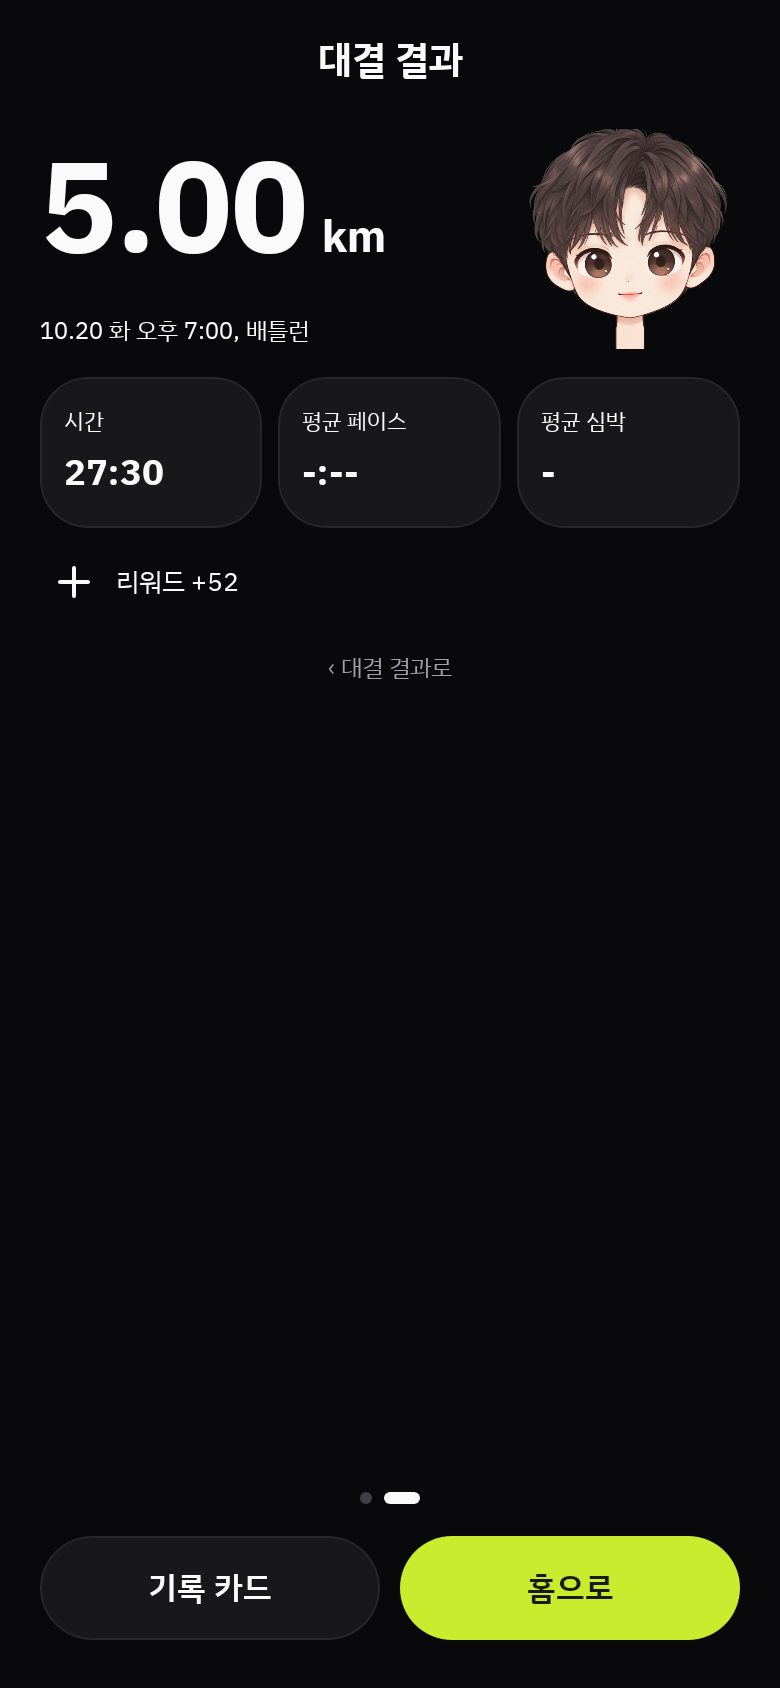 대결 결과
5.00 km
10.20 화 오후 7:00, 배틀런
시간
27:30
평균 페이스
-:--
평균 심박
-
리워드 +52
‹ 대결 결과로
기록 카드
홈으로